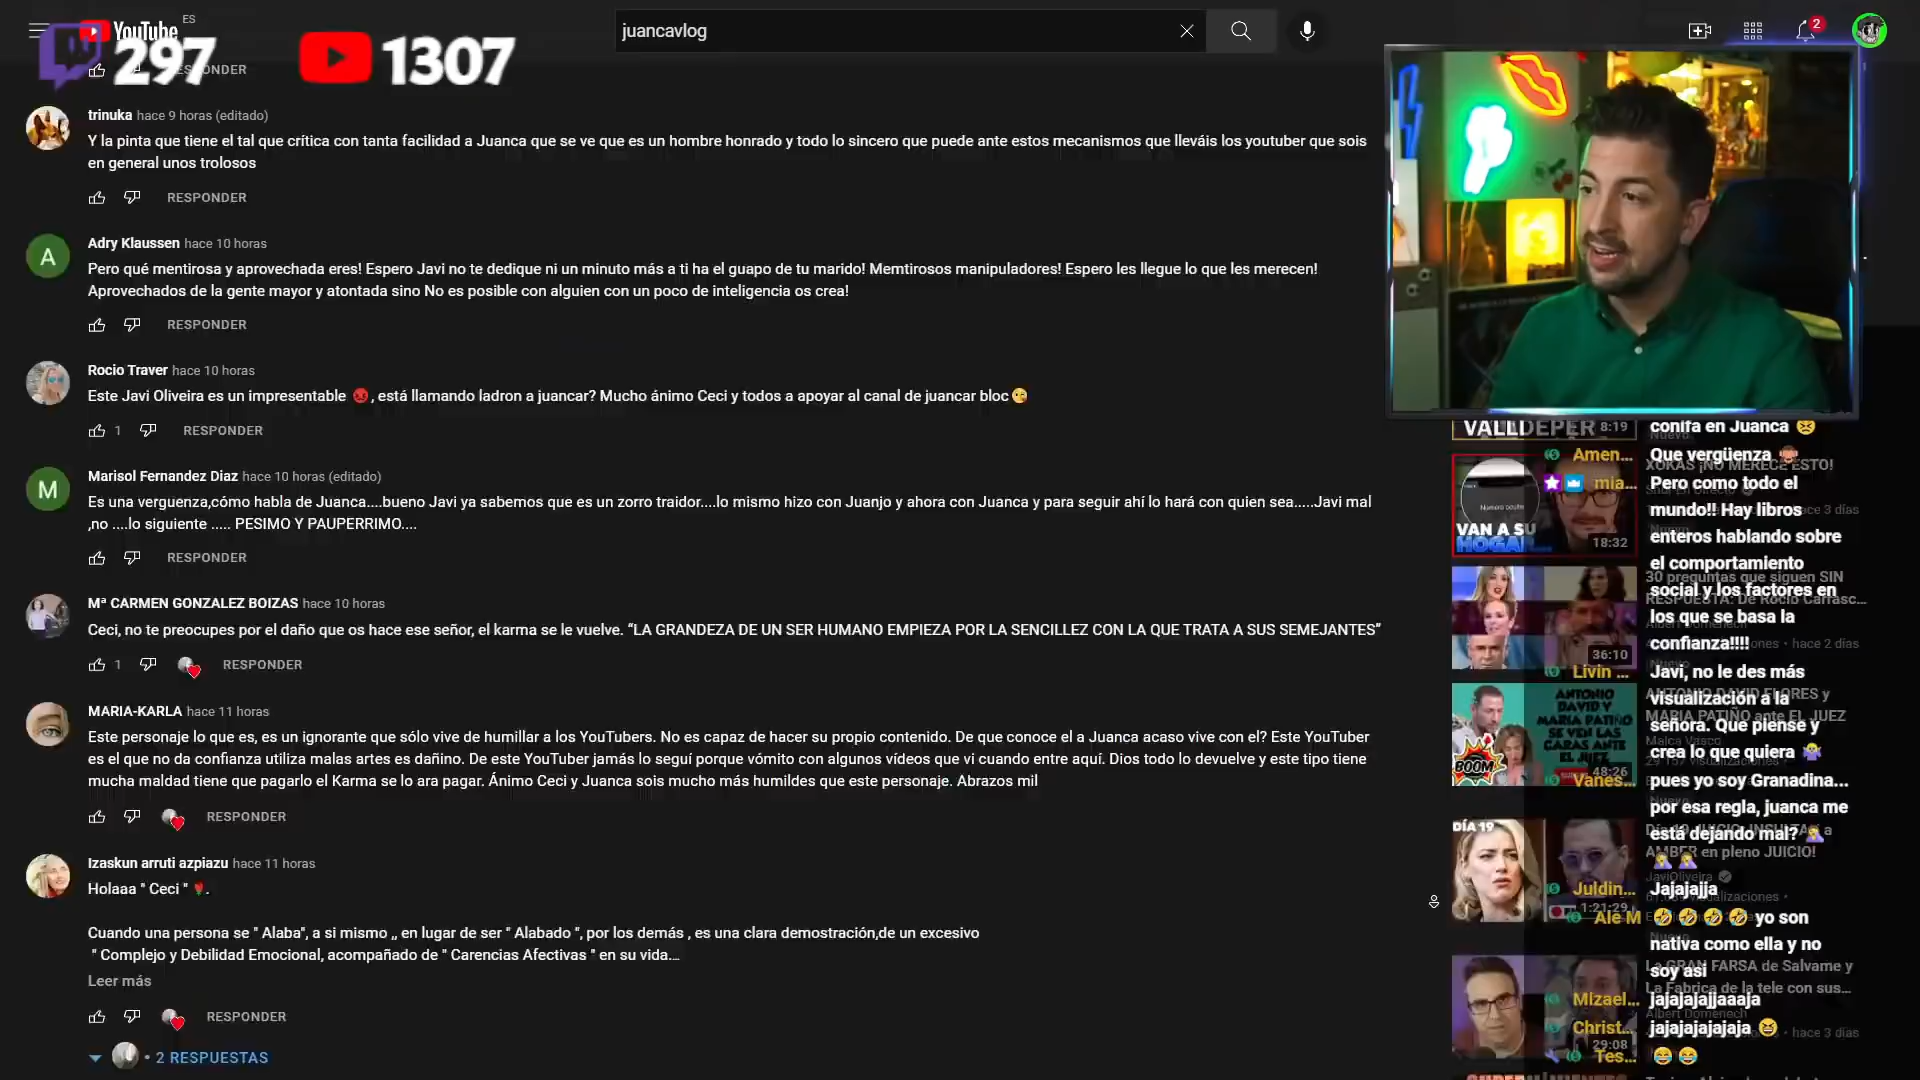 YouTube
ES
juancavlog
2
297
1307
RESPONDER
trinuka hace 9 horas (editado)
Y la pinta que tiene el tal que crítica con tanta facilidad a Juanca que se ve que es un hombre honrado y todo lo sincero que puede ante estos mecanismos que lleváis los youtuber que sois
en general unos trolosos
RESPONDER
A
Adry Klaussen hace 10 horas
Pero qué mentirosa y aprovechada eres! Espero Javi no te dedique ni un minuto más a ti ha el guapo de tu marido! Memtirosos manipuladores! Espero les llegue lo que les merecen!
Aprovechados de la gente mayor y atontada sino No es posible con alguien con un poco de inteligencia os crea!
RESPONDER
Rocio Traver hace 10 horas
Este Javi Oliveira es un impresentable 😡, está llamando ladron a juancar? Mucho ánimo Ceci y todos a apoyar al canal de juancar bloc😘
1 RESPONDER
M
Marisol Fernandez Diaz hace 10 horas (editado)
Es una verguenza,cómo habla de Juanca....bueno Javi ya sabemos que es un zorro traidor....lo mismo hizo con Juanjo y ahora con Juanca y para seguir ahí lo hará con quien sea.....Javi mal
,no ....lo siguiente ..... PESIMO Y PAUPERRIMO....
RESPONDER
Mª CARMEN GONZALEZ BOIZAS hace 10 horas
Ceci, no te preocupes por el daño que os hace ese señor, el karma se le vuelve. “LA GRANDEZA DE UN SER HUMANO EMPIEZA POR LA SENCILLEZ CON LA QUE TRATA A SUS SEMEJANTES”
1 RESPONDER
MARIA-KARLA hace 11 horas
Este personaje lo que es, es un ignorante que sólo vive de humillar a los YouTubers. No es capaz de hacer su propio contenido. De que conoce el a Juanca acaso vive con el? Este YouTuber
es el que no da confianza utiliza malas artes es dañino. De este YouTuber jamás lo seguí porque vómito con algunos vídeos que vi cuando entre aquí. Dios todo lo devuelve y este tipo tiene
mucha maldad tiene que pagarlo el Karma se lo ara pagar. Ánimo Ceci y Juanca sois mucho más humildes que este personaje. Abrazos mil
RESPONDER
Izaskun arruti azpiazu hace 11 horas
Holaaa " Ceci " 🌹.
Cuando una persona se " Alaba", a si mismo ,, en lugar de ser " Alabado ", por los demás , es una clara demostración,de un excesivo
" Complejo y Debilidad Emocional, acompañado de " Carencias Afectivas " en su vida....
Leer más
RESPONDER
• 2 RESPUESTAS
VALLDEPER 8:19
VAN A SU
HOGAR...
18:32
36:10
ANTONIO
DAVID Y
MARIA PATIÑO
SE VEN LAS
CARAS ANTE
EL JUEZ
BOOM
48:26
DÍA 19
1:21:29
29:08
XOKAS ¡NO MERECE ESTO!
hace 3 días
30 preguntas que siguen SIN
RESPUESTA: De Rocío Carrasc...
Albert Domenech
hace 2 días
ANTONIO DAVID FLORES y
MARIA PATIÑO ante EL JUEZ
AMBER en pleno JUICIO!
JaviOliveira
La GRAN FARSA de Salvame y
La Fabrica de la tele con sus...
Albert Domenech
hace 3 días
confía en Juanca 😣
Amen... Que vergüenza 🙊
mia... Pero como todo el
mundo!! Hay libros
enteros hablando sobre
el comportamiento
social y los factores en
los que se basa la
confianza!!!!
Livin ... Javi, no le des más
visualización a la
señora. Que piense y
crea lo que quiera 🤷
Vanes... pues yo soy Granadina...
por esa regla, juanca me
está dejando mal? 🤦
🤦 🤦
Juldin... Jajajajja
Ale M 🤣🤣🤣🤣 yo son
nativa como ella y no
soy asi
Mizael... jajajajajjaaaja
Christ... jajajajajajaja 😆
Tes... 😂😂